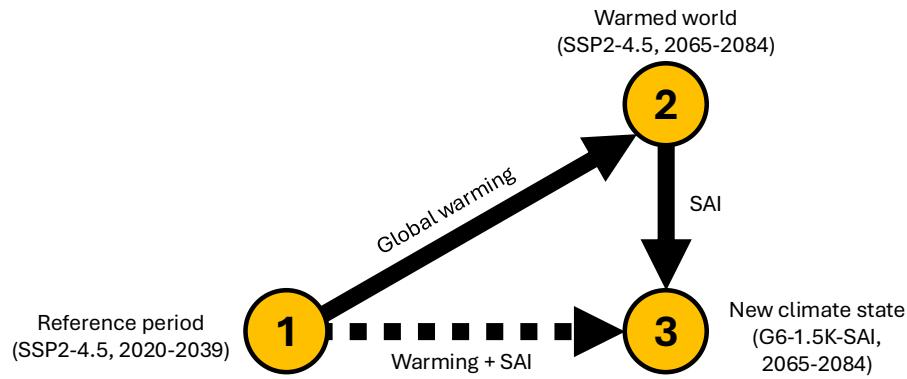 Warmed world
(SSP2-4.5, 2065-2084)
2
Global warming
SAI
Reference period
(SSP2-4.5, 2020-2039)
1
Warming + SAI
3
New climate state
(G6-1.5K-SAI,
2065-2084)